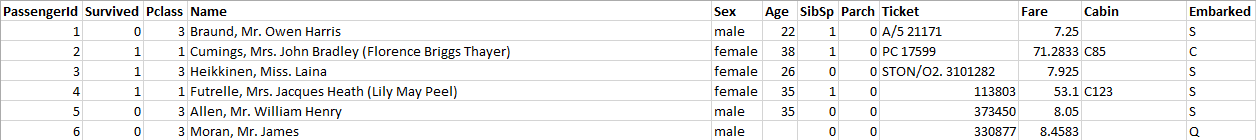 PassengerId Survived Pclass Name Sex Age SibSp Parch Ticket Fare Cabin Embarked
1 0 3 Braund, Mr. Owen Harris male 22 1 0 A/5 21171 7.25 S
2 1 1 Cumings, Mrs. John Bradley (Florence Briggs Thayer) female 38 1 0 PC 17599 71.2833 C85 C
3 1 3 Heikkinen, Miss. Laina female 26 0 0 STON/O2. 3101282 7.925 S
4 1 1 Futrelle, Mrs. Jacques Heath (Lily May Peel) female 35 1 0 113803 53.1 C123 S
5 0 3 Allen, Mr. William Henry male 35 0 0 373450 8.05 S
6 0 3 Moran, Mr. James male 0 0 330877 8.4583 Q